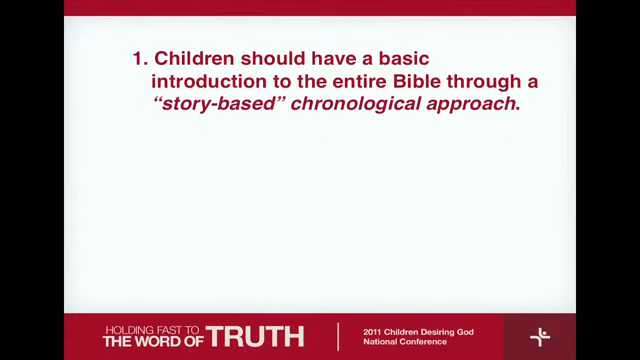 1. Children should have a basic
introduction to the entire Bible through a
“story-based” chronological approach.
HOLDING FAST TO
THE WORD OF TRUTH
2011 Children Desiring God
National Conference